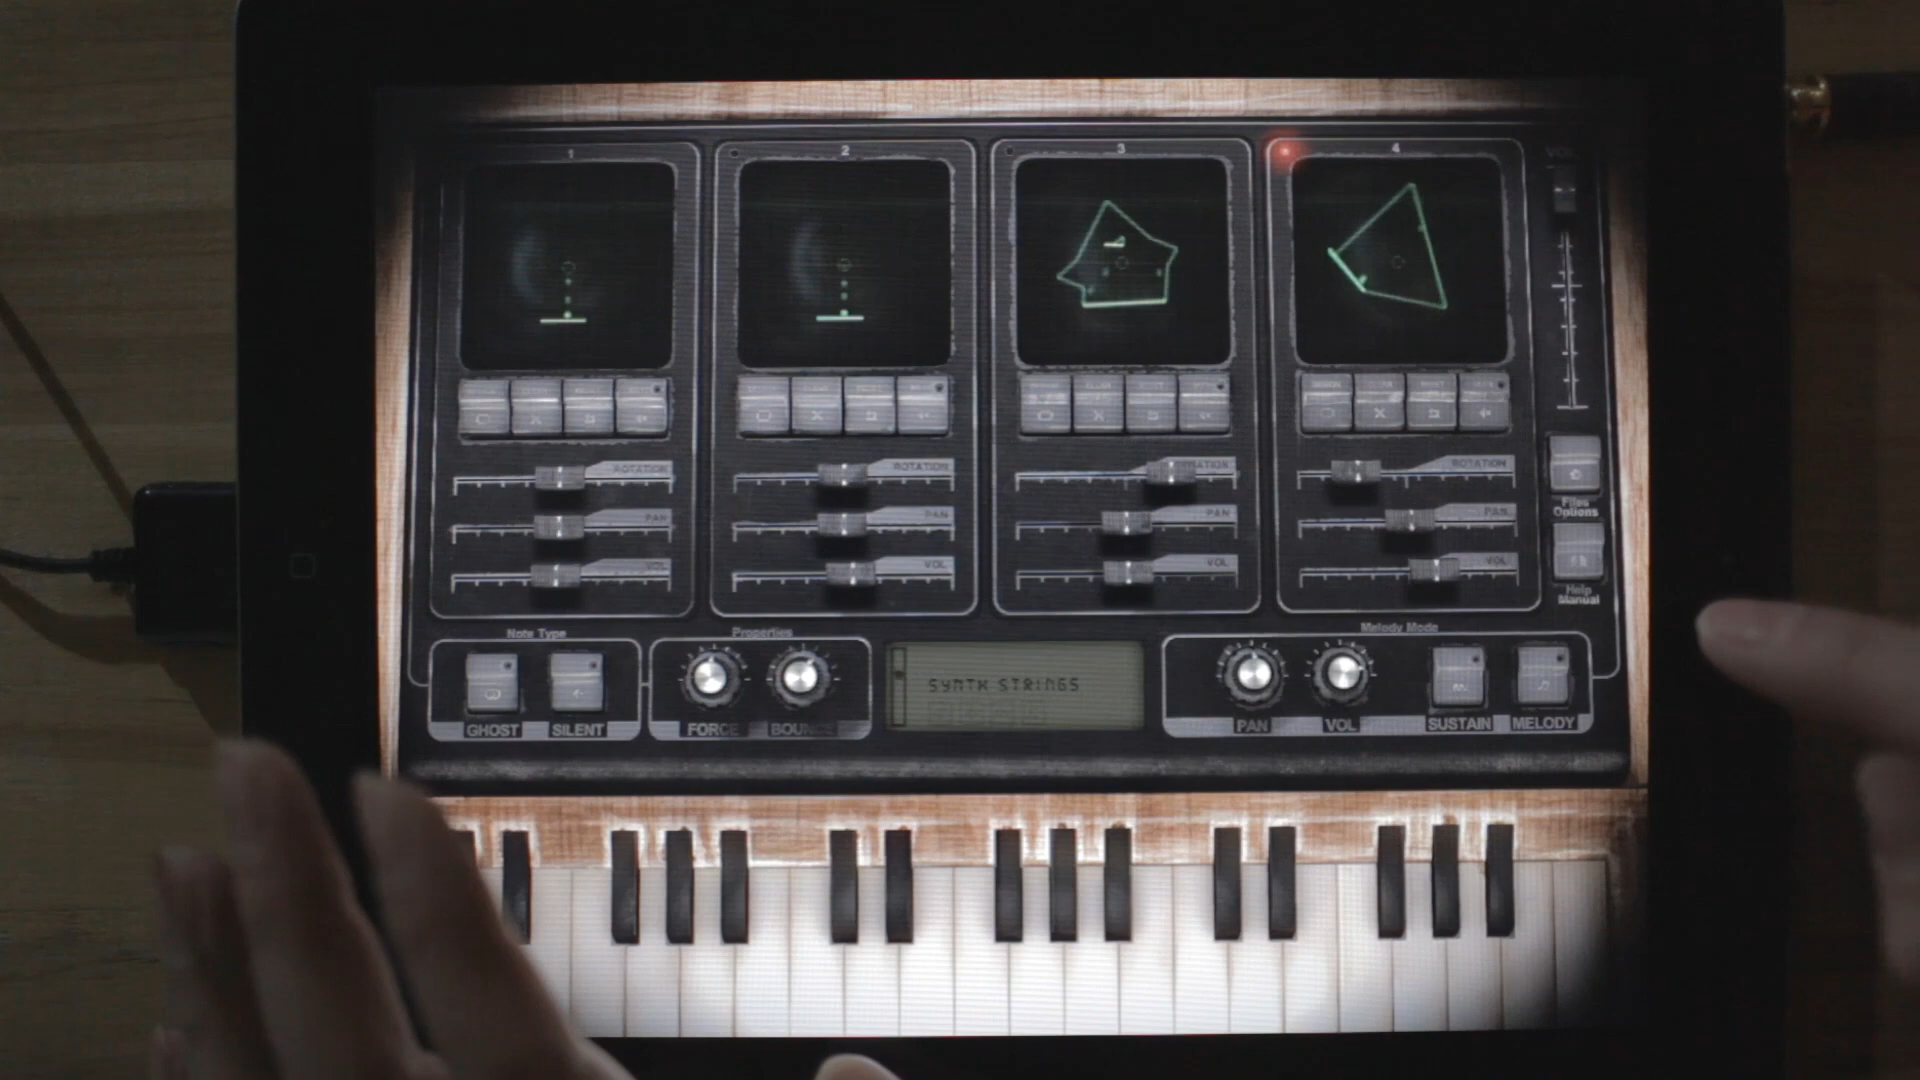 1
2
3
4
VOL
ROTATION
ROTATION
ROTATION
PAN
PAN
PAN
PAN
VOL
VOL
VOL
VOL
Files
Options
Help
Manual
Note Type
Properties
Melody Mode
SYNTH STRINGS
GHOST
SILENT
FORCE
BOUNCE
PAN
VOL
SUSTAIN
MELODY